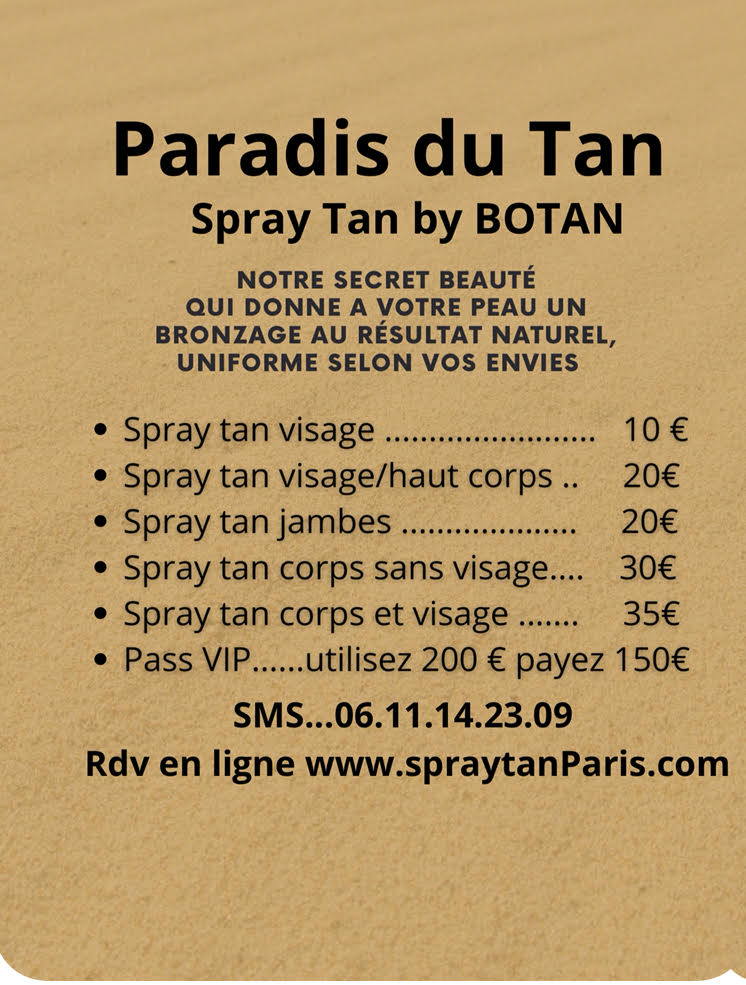 Paradis du Tan
Spray Tan by BOTAN
NOTRE SECRET BEAUTÉ
QUI DONNE A VOTRE PEAU UN
BRONZAGE AU RÉSULTAT NATUREL,
UNIFORME SELON VOS ENVIES
• Spray tan visage ........................ 10 €
• Spray tan visage/haut corps .. 20€
• Spray tan jambes .................... 20€
• Spray tan corps sans visage.... 30€
• Spray tan corps et visage ....... 35€
• Pass VIP......utilisez 200 € payez 150€
SMS...06.11.14.23.09
Rdv en ligne www.spraytanParis.com